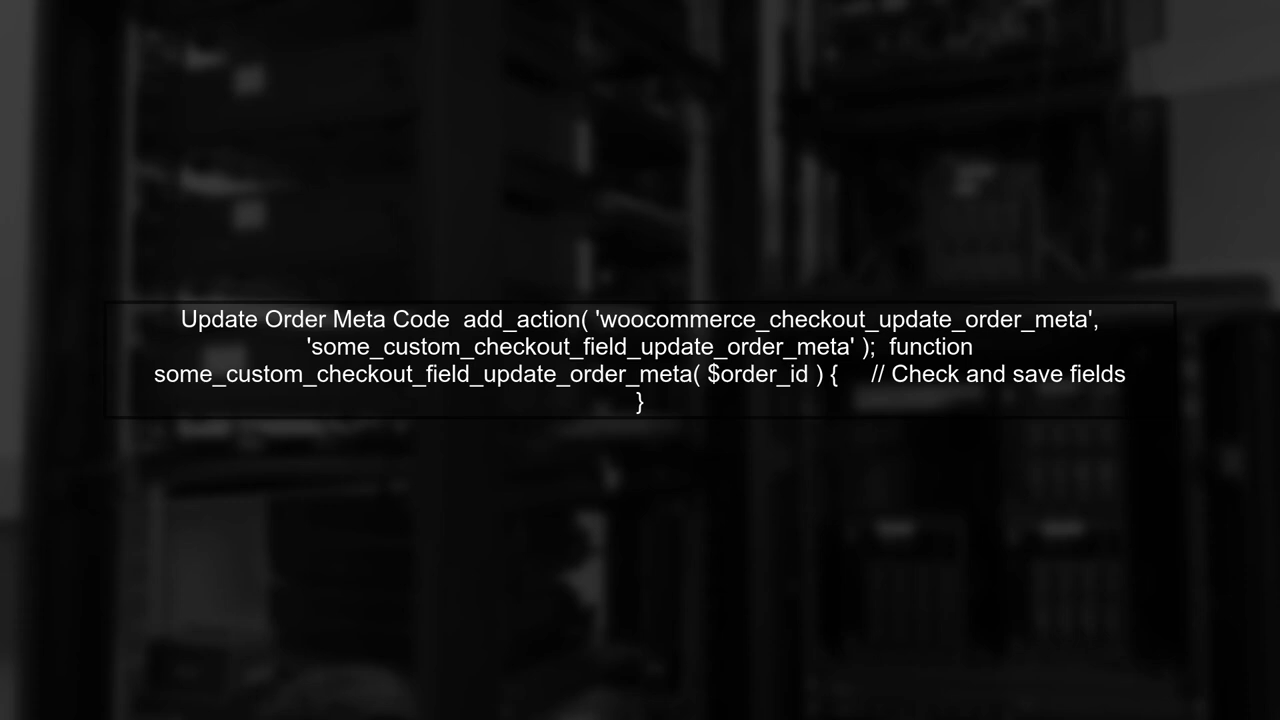 Update Order Meta Code  add_action( 'woocommerce_checkout_update_order_meta',
'some_custom_checkout_field_update_order_meta' );  function
some_custom_checkout_field_update_order_meta( $order_id ) {     // Check and save fields
}